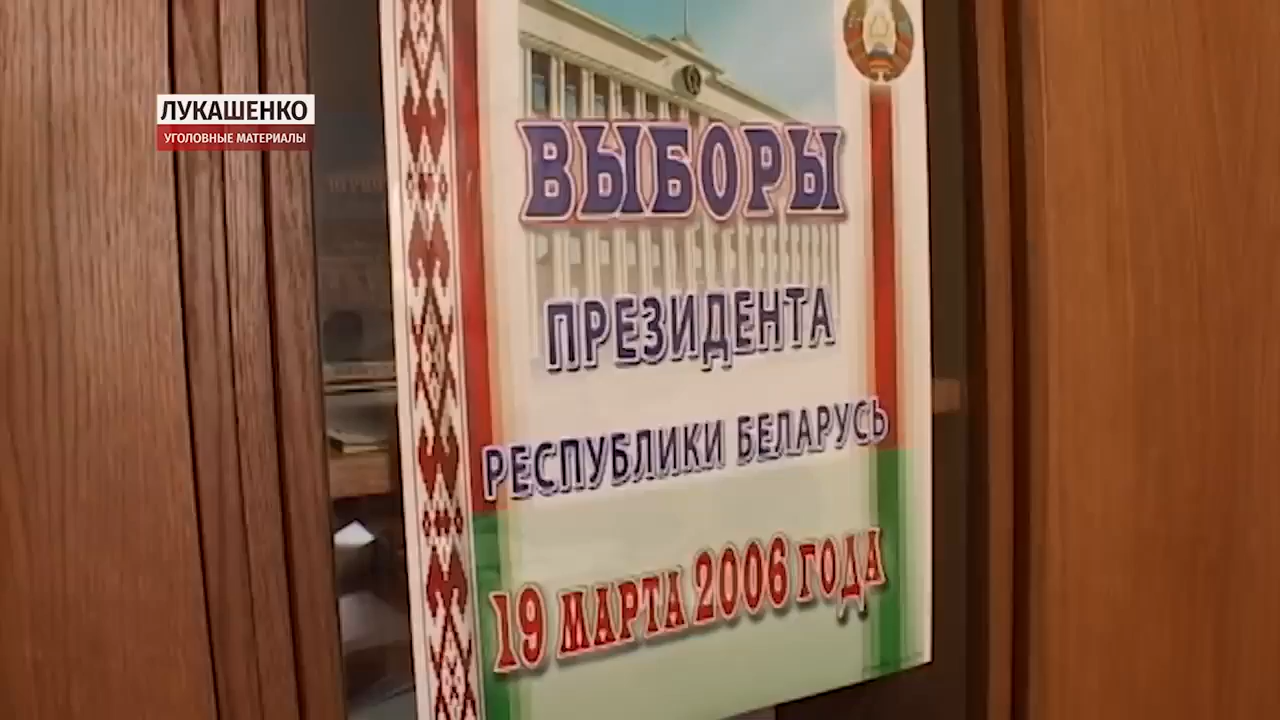 ЛУКАШЕНКО
УГОЛОВНЫЕ МАТЕРИАЛЫ
ВЫБОРЫ
ПРЕЗИДЕНТА
РЕСПУБЛИКИ БЕЛАРУСЬ
19 МАРТА 2006 ГОДА